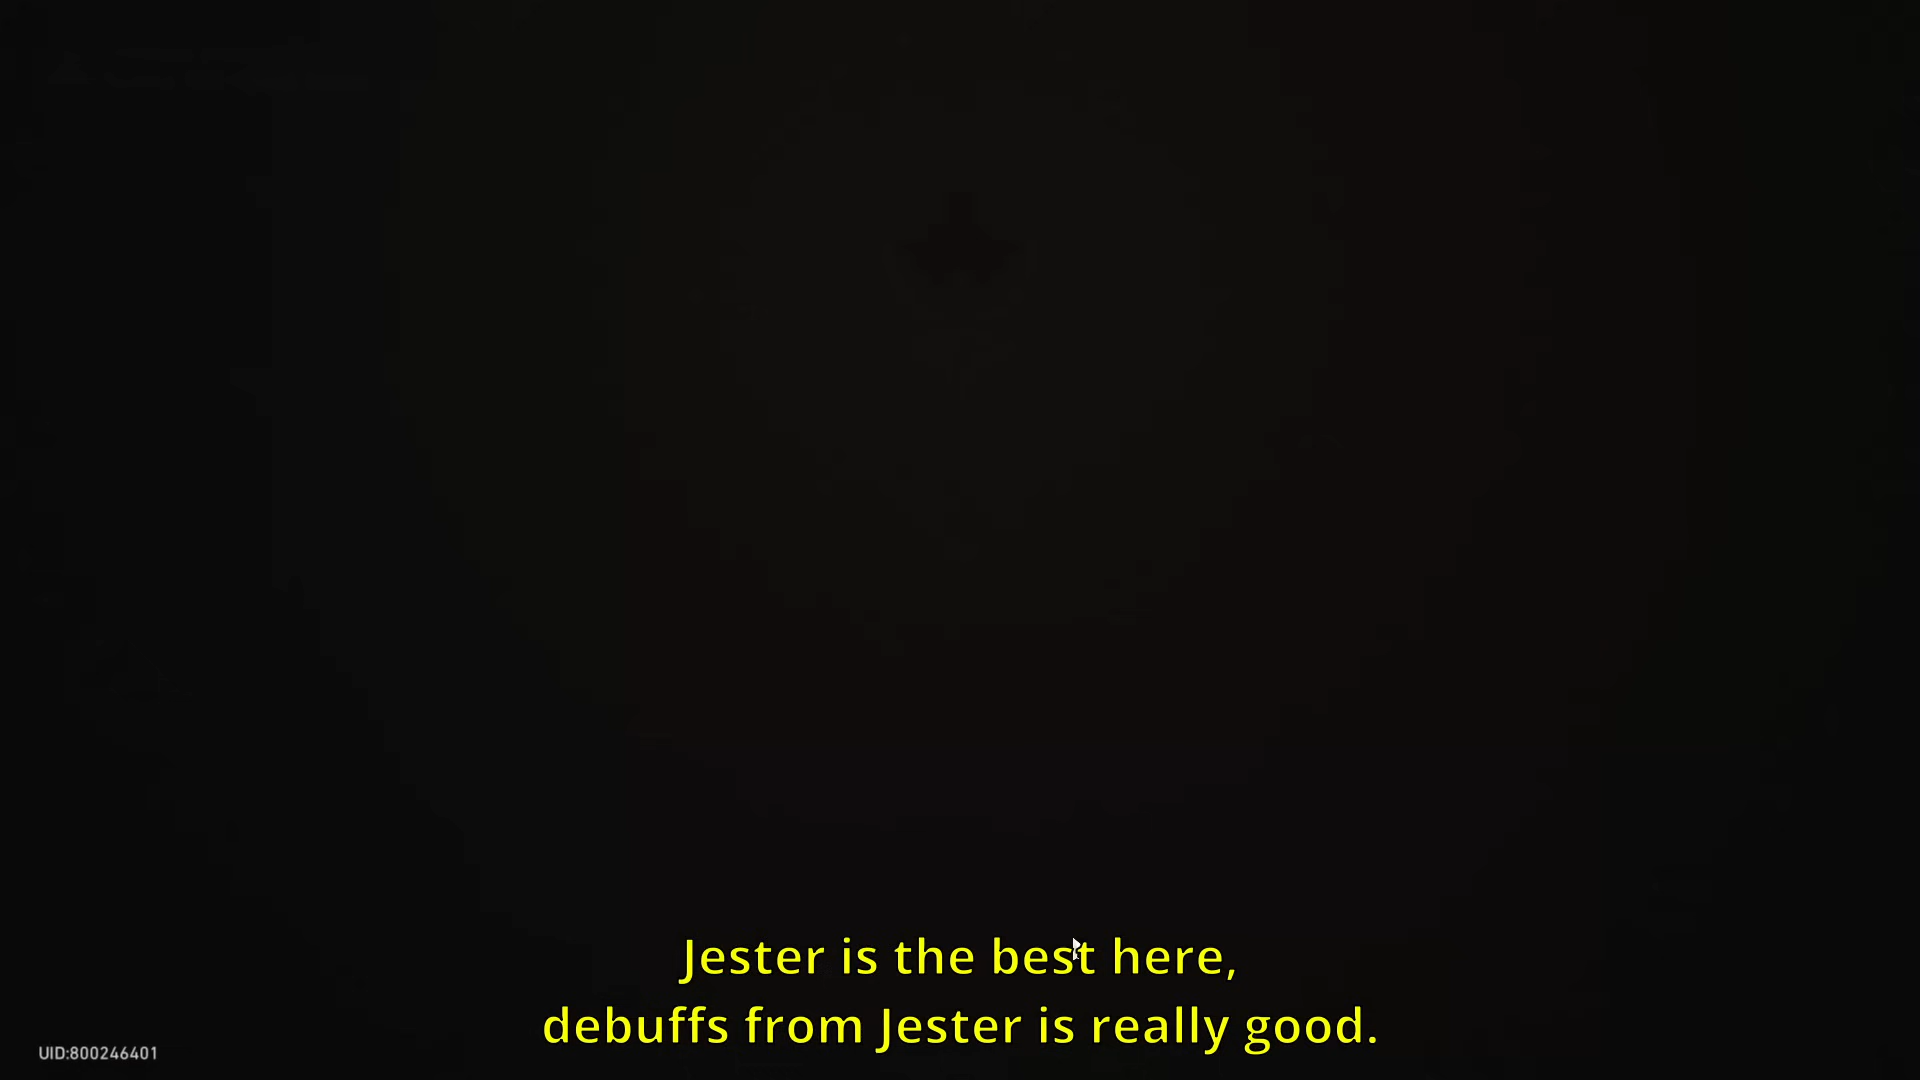 Jester is the best here,
debuffs from Jester is really good.
UID:800246401